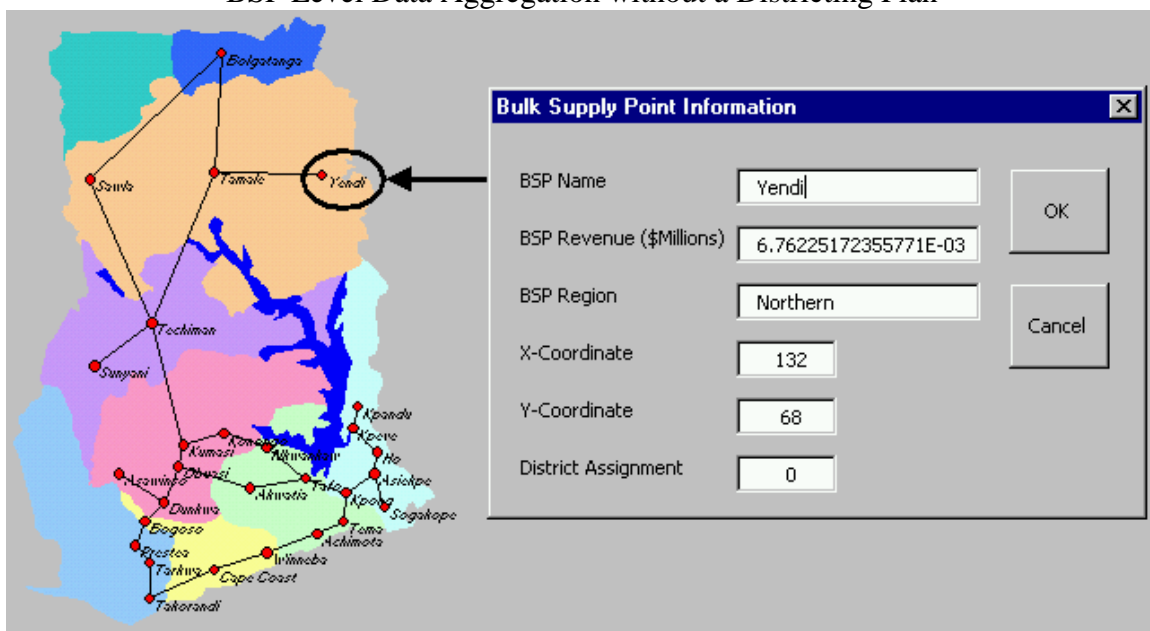 BSP Level Data Aggregation without a Districting Plan
Bolgatanga
Bulk Supply Point Information
Sawla
Tamale
Yendi
BSP Name
Yendi
OK
BSP Revenue ($Millions)
6.76225172355771E-03
BSP Region
Northern
Cancel
Techiman
X-Coordinate
132
Sunyani
Y-Coordinate
68
Kpandu
Kpeve
Konongo
Kumasi
Nkwankaw
Ho
District Assignment
0
Asawinso
Obuasi
Akwatia
Tafo
Asiekpe
Kpong
Sogakope
Dunkwa
Bogoso
Tema
Achimota
Prestea
Winneba
Tarkwa
Cape Coast
Takoradi